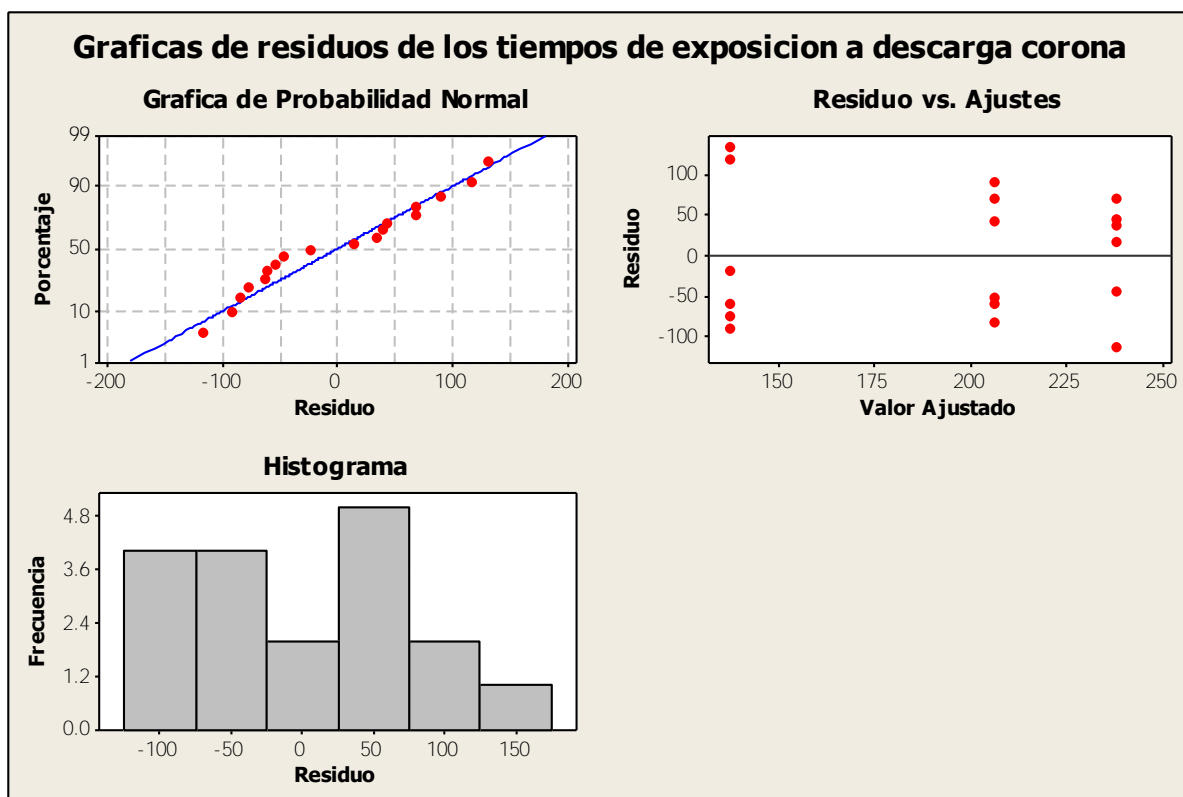 Graficas de residuos de los tiempos de exposicion a descarga corona
Grafica de Probabilidad Normal
99
90
50
10
1
Porcentaje
-200 -100 0 100 200
Residuo
Residuo vs. Ajustes
100
50
0
-50
-100
Residuo
150 175 200 225 250
Valor Ajustado
Histograma
4.8
3.6
2.4
1.2
0.0
Frecuencia
-100 -50 0 50 100 150
Residuo